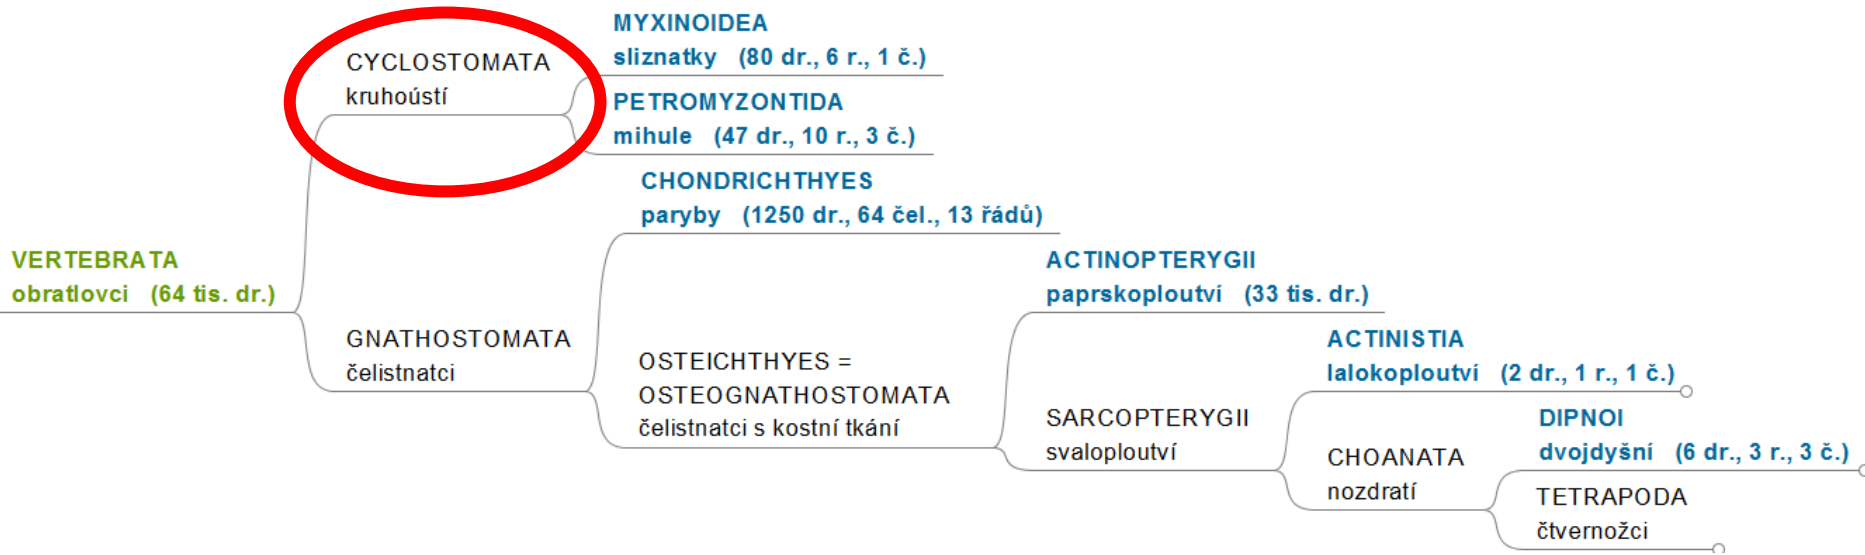 MYXINOIDEA
sliznatky (80 dr., 6 r., 1 č.)
CYCLOSTOMATA
kruhoústí
PETROMYZONTIDA
mihule (47 dr., 10 r., 3 č.)
CHONDRICHTHYES
paryby (1250 dr., 64 čel., 13 řádů)
VERTEBRATA
obratlovci (64 tis. dr.)
GNATHOSTOMATA
čelistnatci
OSTEICHTHYES =
OSTEOGNATHOSTOMATA
čelistnatci s kostní tkání
ACTINOPTERYGII
paprskoploutví (33 tis. dr.)
SARCOPTERYGII
svaloploutví
ACTINISTIA
lalokoploutví (2 dr., 1 r., 1 č.)
CHOANATA
nozdratí
DIPNOI
dvojdyšní (6 dr., 3 r., 3 č.)
TETRAPODA
čtvernožci